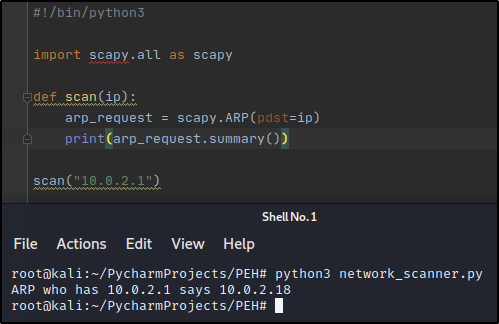 #!/bin/python3
import scapy.all as scapy
def scan(ip):
    arp_request = scapy.ARP(pdst=ip)
    print(arp_request.summary())
scan("10.0.2.1")
Shell No.1
File Actions Edit View Help
root@kali:~/PycharmProjects/PEH# python3 network_scanner.py
ARP who has 10.0.2.1 says 10.0.2.18
root@kali:~/PycharmProjects/PEH#